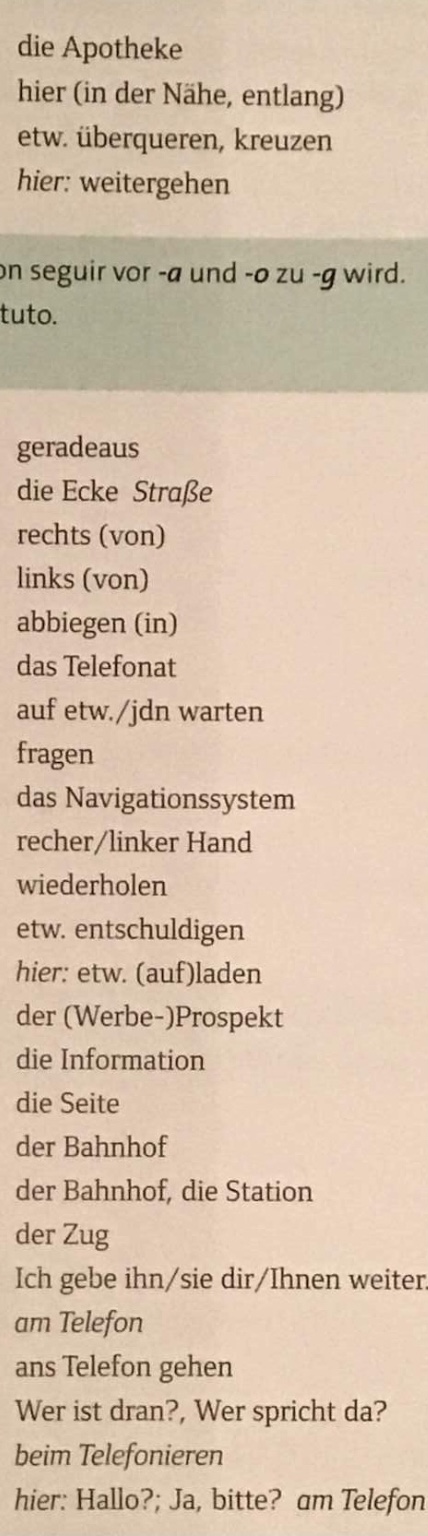 die Apotheke
hier (in der Nähe, entlang)
etw. überqueren, kreuzen
hier: weitergehen
on seguir vor -a und -o zu -g wird.
tuto.
geradeaus
die Ecke Straße
rechts (von)
links (von)
abbiegen (in)
das Telefonat
auf etw./jdn warten
fragen
das Navigationssystem
recher/linker Hand
wiederholen
etw. entschuldigen
hier: etw. (auf)laden
der (Werbe-)Prospekt
die Information
die Seite
der Bahnhof
der Bahnhof, die Station
der Zug
Ich gebe ihn/sie dir/Ihnen weiter.
am Telefon
ans Telefon gehen
Wer ist dran?, Wer spricht da?
beim Telefonieren
hier: Hallo?; Ja, bitte? am Telefon